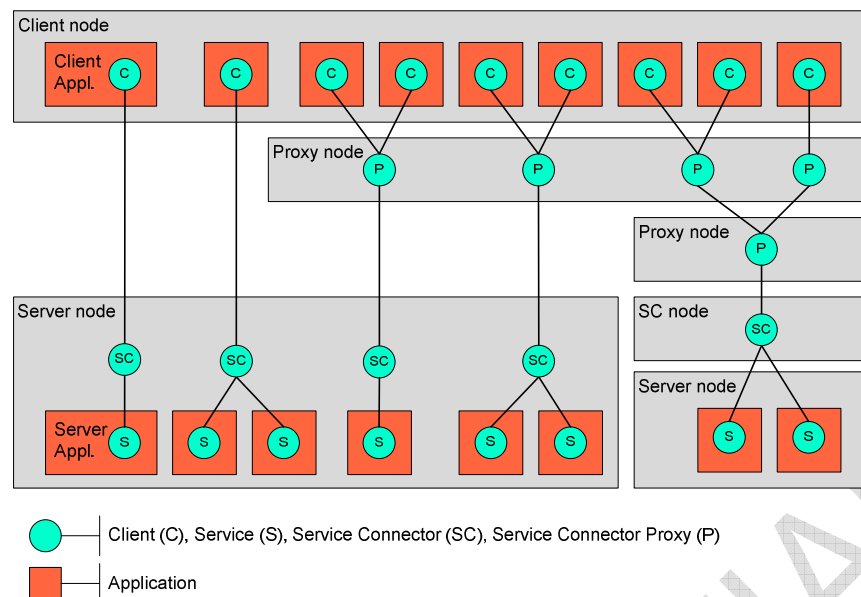 Client node
Client
Appl.
C
C
C
C
C
C
C
C
C
Proxy node
P
P
P
P
Proxy node
P
Server node
SC node
SC
SC
SC
SC
SC
Server node
Server
Appl.
S
S
S
S
S
S
S
S
Client (C), Service (S), Service Connector (SC), Service Connector Proxy (P)
Application